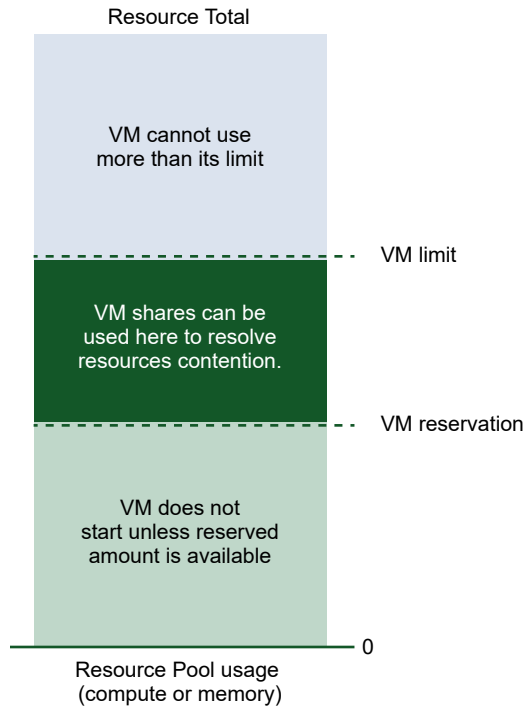 Resource Total
VM cannot use
more than its limit
VM limit
VM shares can be
used here to resolve
resources contention.
VM reservation
VM does not
start unless reserved
amount is available
0
Resource Pool usage
(compute or memory)